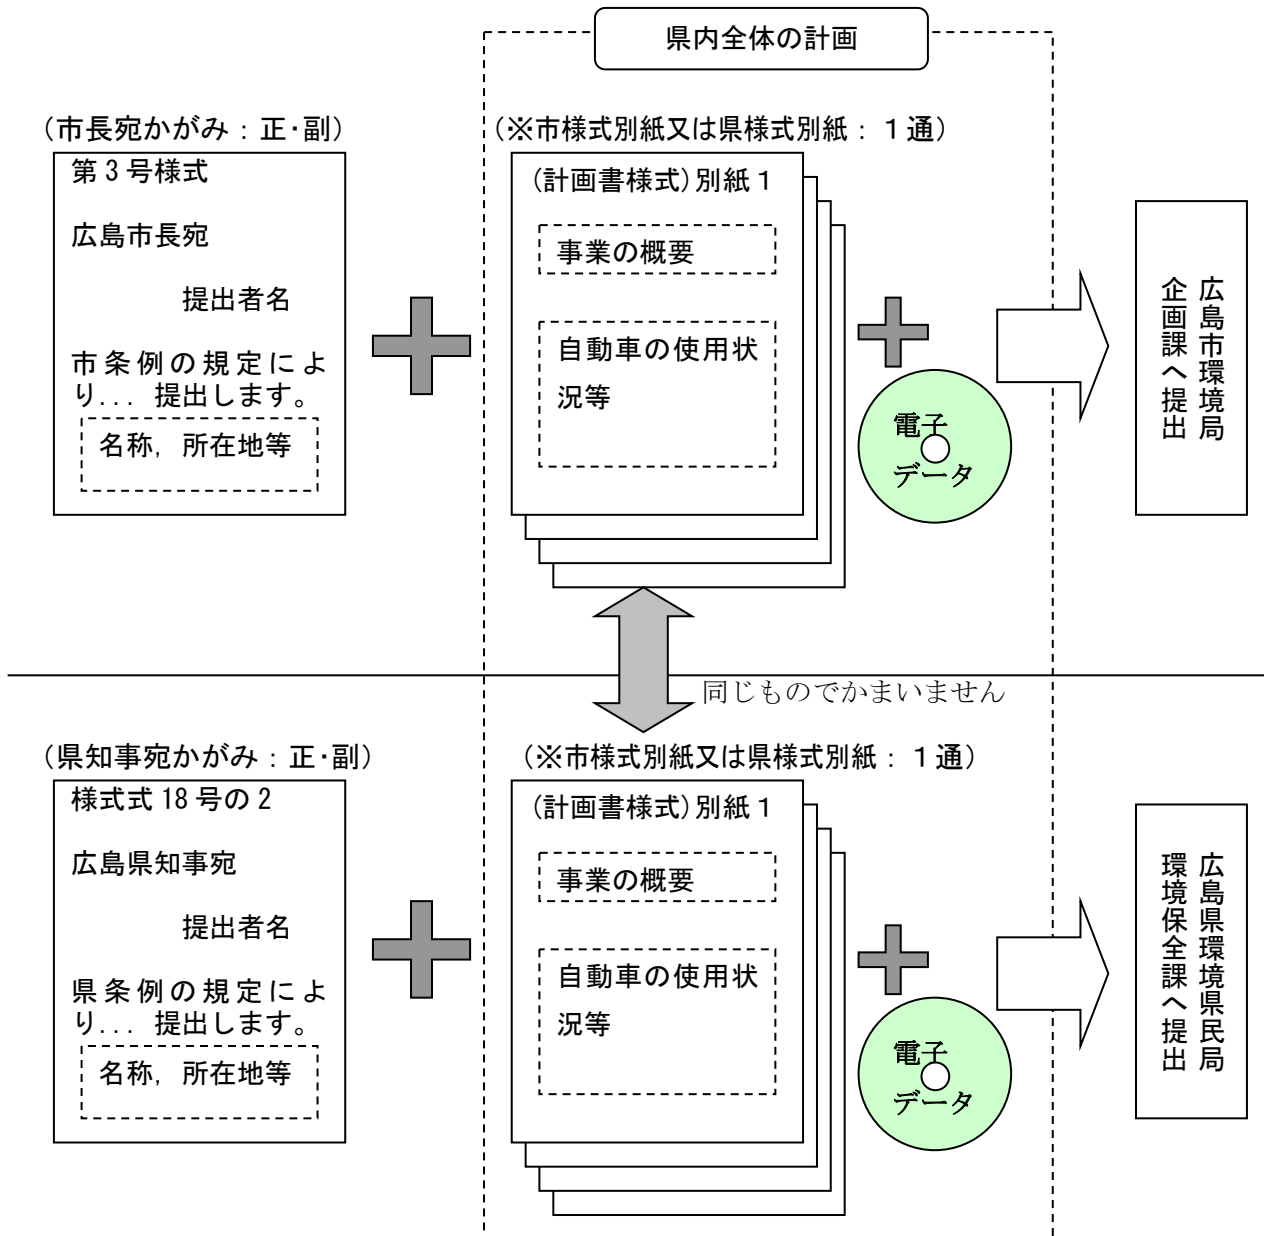 県内全体の計画
（市長宛かがみ：正・副）
第３号様式
広島市長宛
提出者名
市条例の規定によ
り... 提出します。
名称，所在地等
（※市様式別紙又は県様式別紙：１通）
（計画書様式）別紙１
事業の概要
自動車の使用状
況等
電子
データ
広島市環境局
企画課へ提出
同じものでかまいません
（県知事宛かがみ：正・副）
様式式 18 号の 2
広島県知事宛
提出者名
県条例の規定によ
り... 提出します。
名称，所在地等
（※市様式別紙又は県様式別紙：１通）
（計画書様式）別紙１
事業の概要
自動車の使用状
況等
電子
データ
広島県環境県民局
環境保全課へ提出